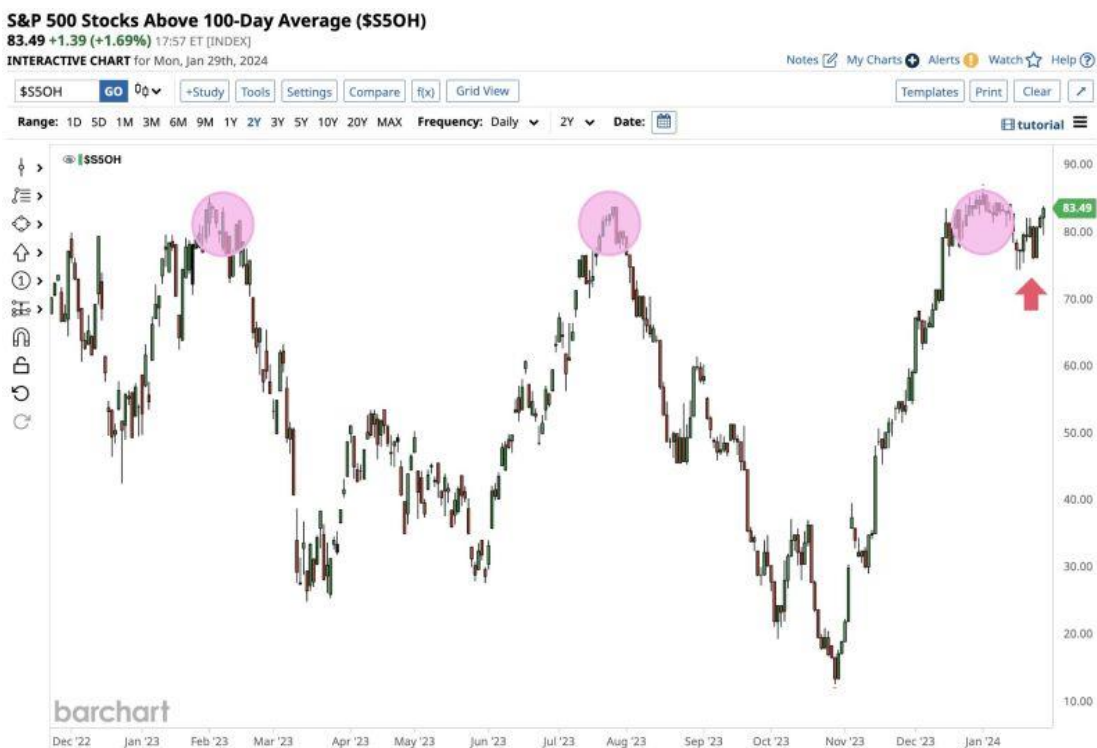 S&P 500 Stocks Above 100-Day Average ($S5OH)
83.49 +1.39 (+1.69%) 17:57 ET [INDEX]
INTERACTIVE CHART for Mon, Jan 29th, 2024
Notes My Charts Alerts Watch Help
$S5OH GO +Study Tools Settings Compare f(x) Grid View Templates Print Clear
Range: 1D 5D 1M 3M 6M 9M 1Y 2Y 3Y 5Y 10Y 20Y MAX Frequency: Daily 2Y Date: tutorial
$S5OH
90.00
83.49
80.00
70.00
60.00
50.00
40.00
30.00
20.00
10.00
1
barchart
Dec '22 Jan '23 Feb '23 Mar '23 Apr '23 May '23 Jun '23 Jul '23 Aug '23 Sep '23 Oct '23 Nov '23 Dec '23 Jan '24